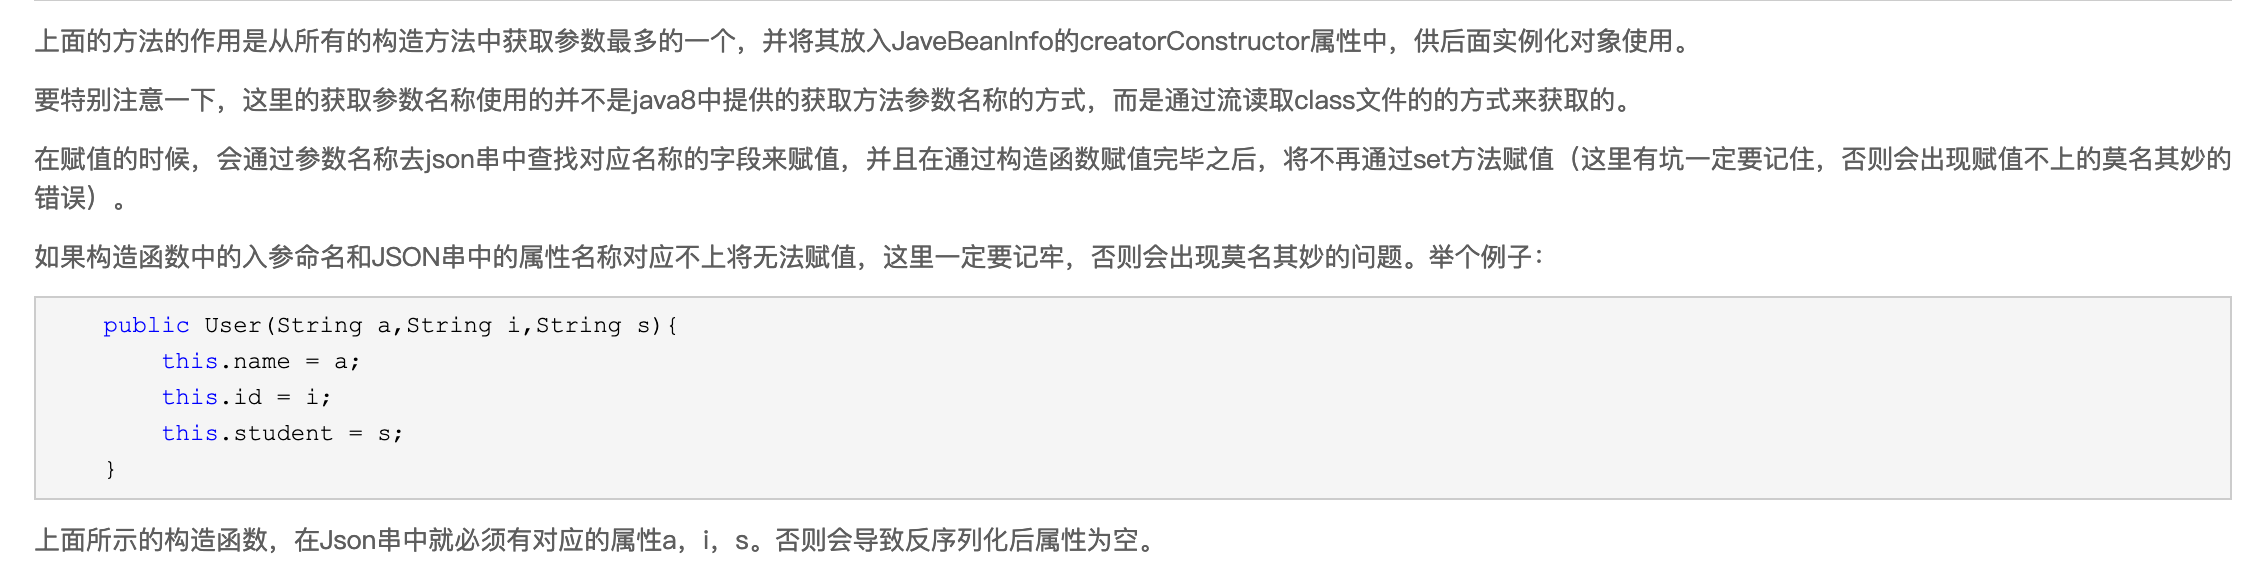 上面的方法的作用是从所有的构造方法中获取参数最多的一个，并将其放入JaveBeanInfo的creatorConstructor属性中，供后面实例化对象使用。
要特别注意一下，这里的获取参数名称使用的并不是java8中提供的获取方法参数名称的方式，而是通过流读取class文件的的方式来获取的。
在赋值的时候，会通过参数名称去json串中查找对应名称的字段来赋值，并且在通过构造函数赋值完毕之后，将不再通过set方法赋值（这里有坑一定要记住，否则会出现赋值不上的莫名其妙的
错误）。
如果构造函数中的入参命名和JSON串中的属性名称对应不上将无法赋值，这里一定要记牢，否则会出现莫名其妙的问题。举个例子：
public User(String a,String i,String s){
this.name = a;
this.id = i;
this.student = s;
}
上面所示的构造函数，在Json串中就必须有对应的属性a，i，s。否则会导致反序列化后属性为空。